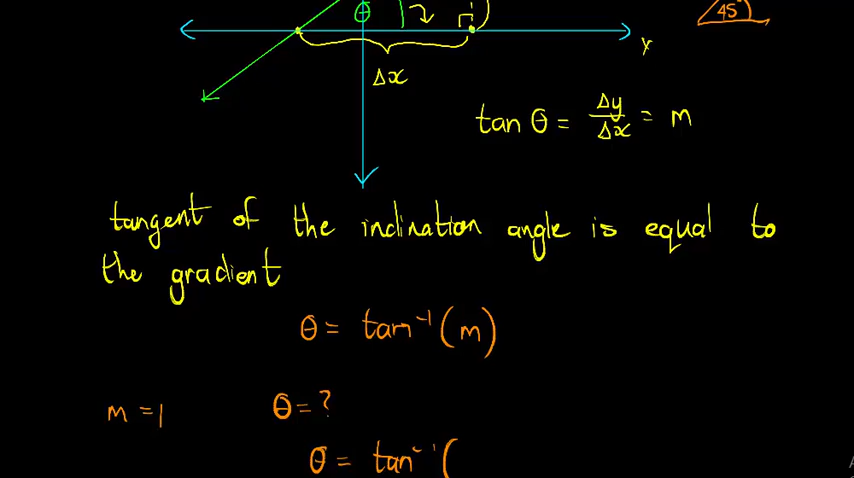 θ
45°
x
Δx
tan θ = Δy/Δx = m
tangent of the inclination angle is equal to
the gradient
θ = tan⁻¹(m)
m = 1 θ = ?
θ = tan⁻¹(